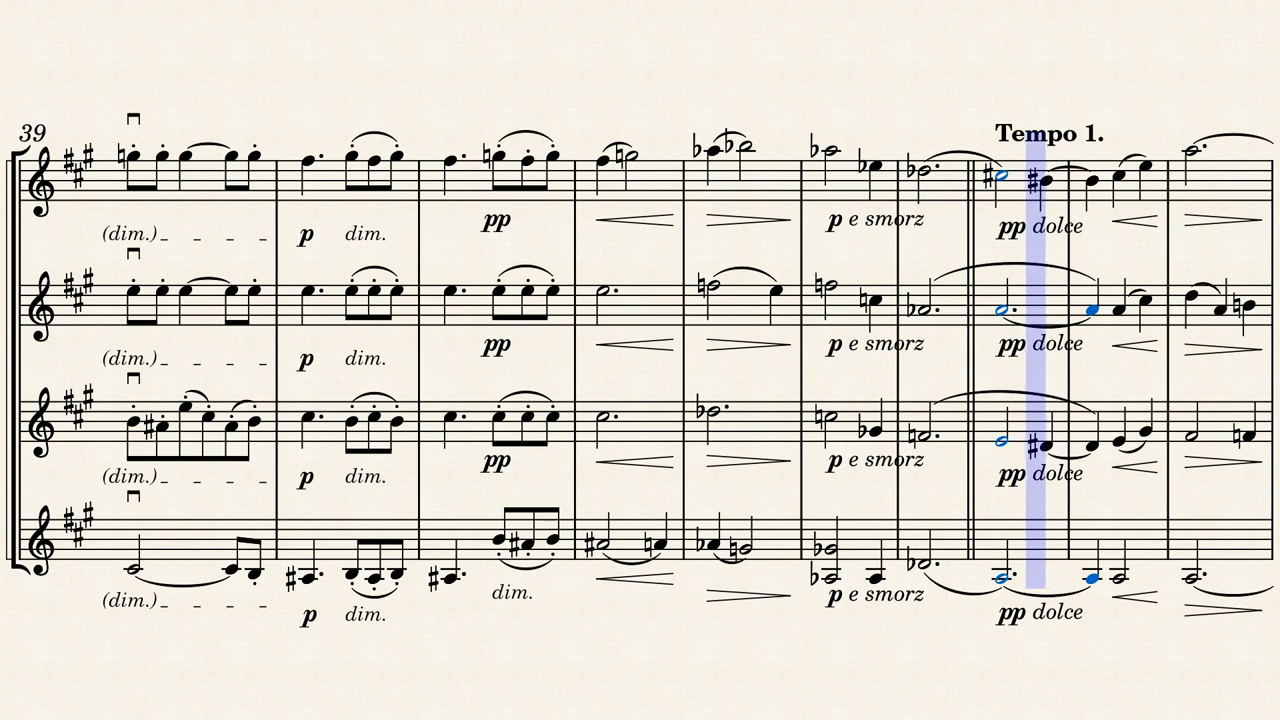 39
Tempo 1.
pp
(dim.)
p
dim.
p e smorz
pp dolce
pp
(dim.)
p
dim.
p e smorz
pp dolce
pp
(dim.)
p
dim.
p e smorz
pp dolce
dim.
(dim.)
p
dim.
p e smorz
pp dolce